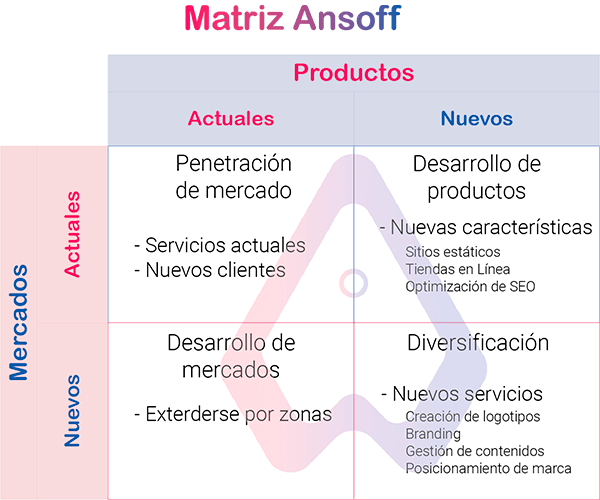 Matriz Ansoff
Productos
Actuales
Nuevos
Mercados
Actuales
Penetración
de mercado
- Servicios actuales
- Nuevos clientes
Desarrollo de
productos
- Nuevas características
Sitios estáticos
Tiendas en Línea
Optimización de SEO
Nuevos
Desarrollo de
mercados
- Exterderse por zonas
Diversificación
- Nuevos servicios
Creación de logotipos
Branding
Gestión de contenidos
Posicionamiento de marca